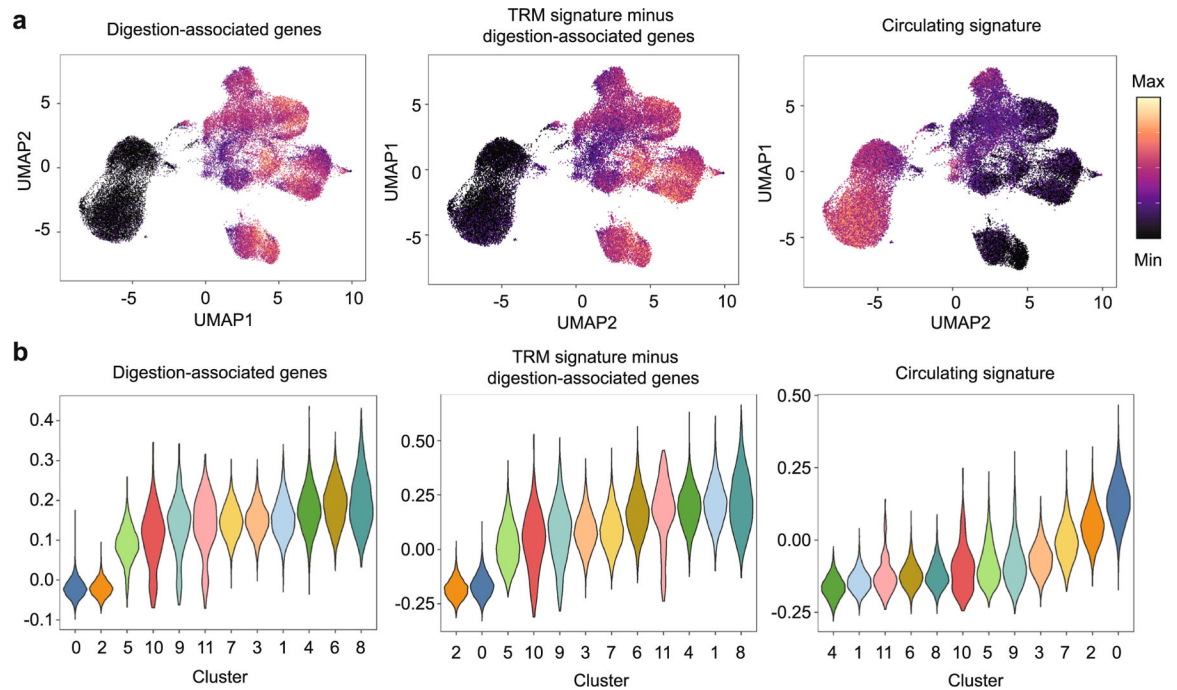 a
Digestion-associated genes
TRM signature minus
digestion-associated genes
Circulating signature
UMAP2
5
0
-5
-5
0
5
10
UMAP1
UMAP1
5
0
-5
-5
0
5
10
UMAP2
UMAP1
5
0
-5
-5
0
5
10
UMAP2
Max
Min
b
Digestion-associated genes
TRM signature minus
digestion-associated genes
Circulating signature
0.4
0.3
0.2
0.1
0.0
-0.1
0 2 5 10 9 11 7 3 1 4 6 8
Cluster
0.50
0.25
0.00
-0.25
2 0 5 10 9 3 7 6 11 4 1 8
Cluster
0.50
0.25
0.00
-0.25
4 1 11 6 8 10 5 9 3 7 2 0
Cluster